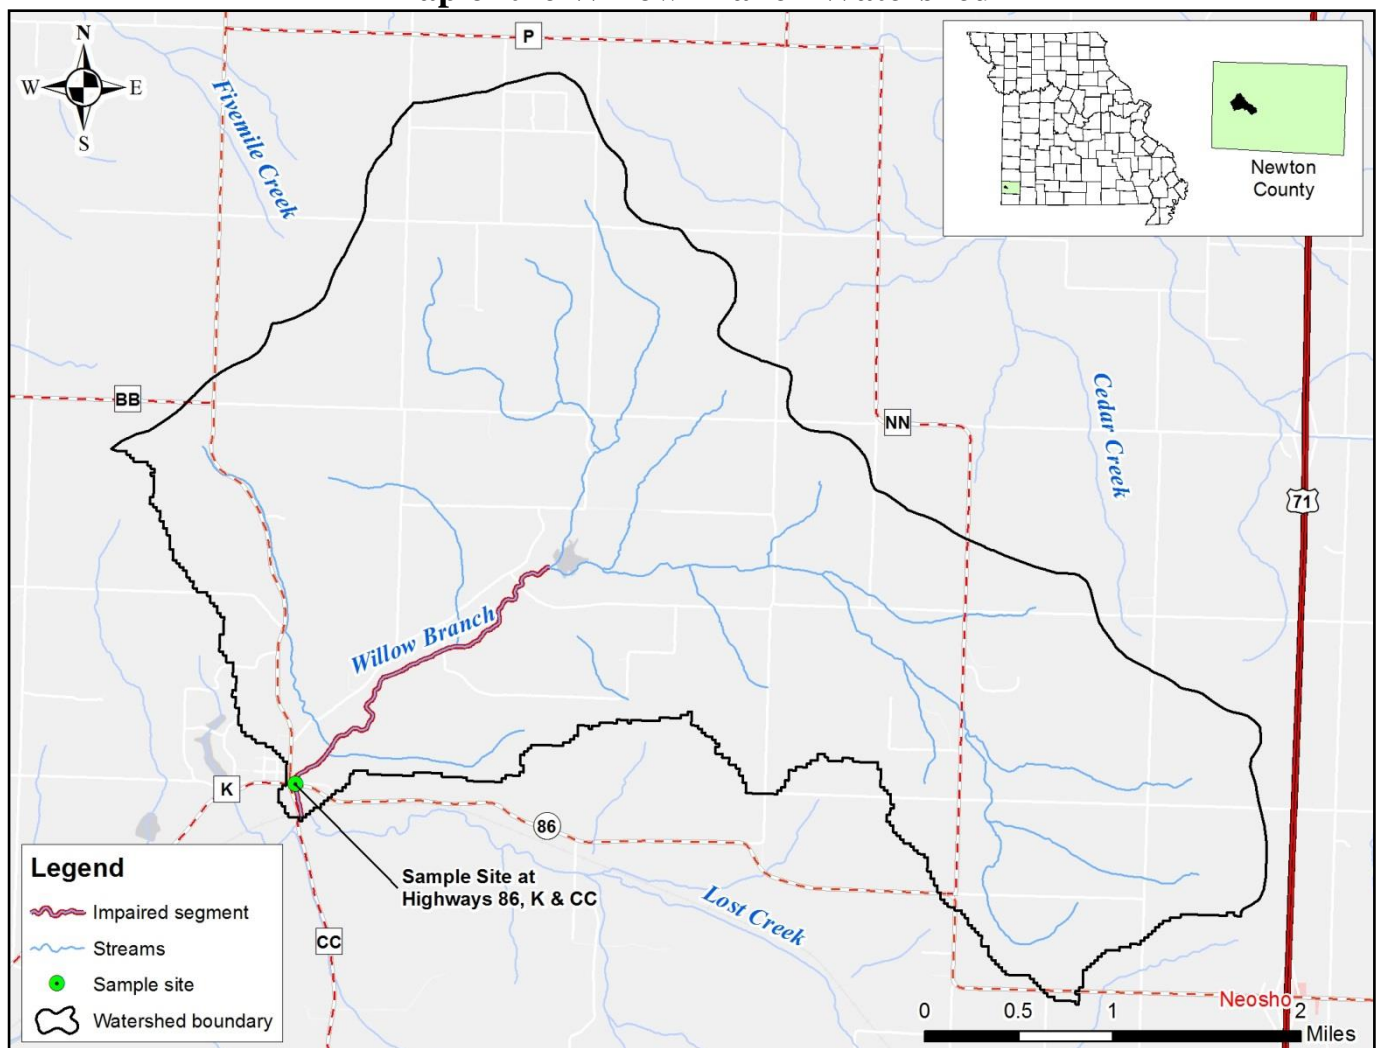 N
W
E
S
P
Fivemile Creek
Newton
County
BB
NN
Cedar Creek
71
Willow Branch
K
86
Sample Site at
Highways 86, K & CC
Lost Creek
CC
Legend
Impaired segment
Streams
Sample site
Watershed boundary
Neosho
0 0.5 1 2
Miles